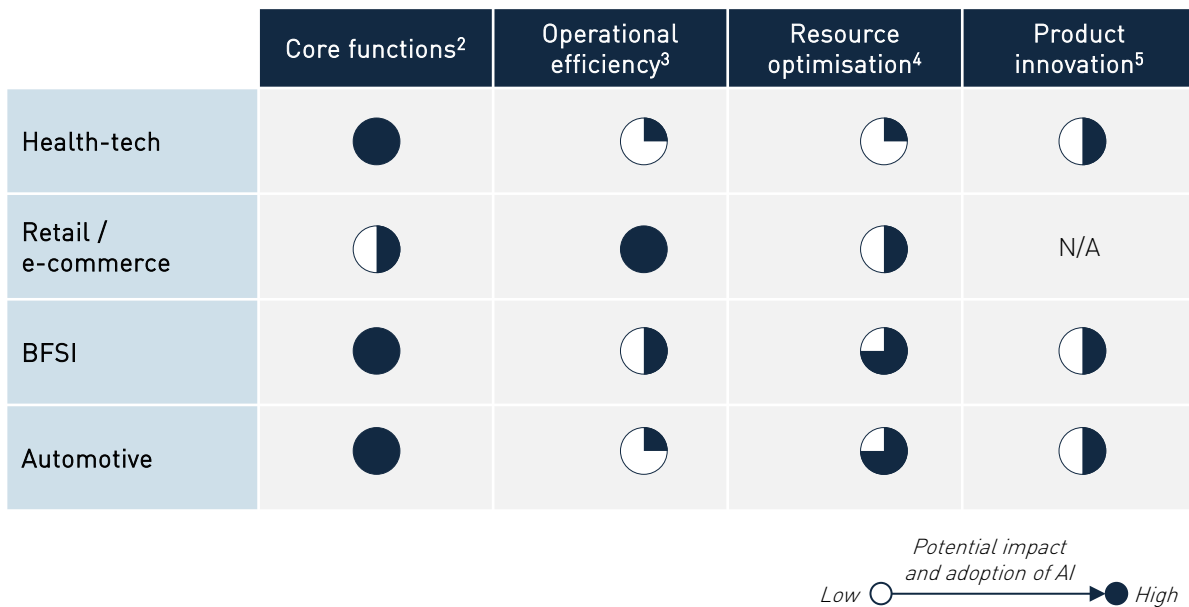 Core functions²
Operational
efficiency³
Resource
optimisation⁴
Product
innovation⁵
Health-tech
Retail /
e-commerce
N/A
BFSI
Automotive
Potential impact
and adoption of AI
Low
High